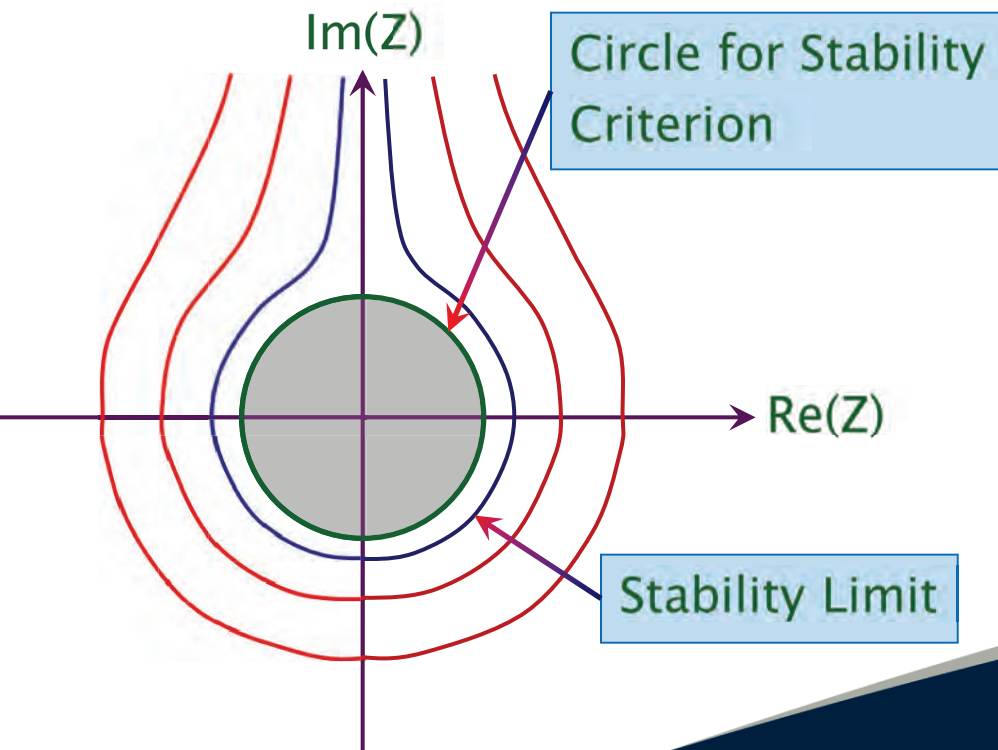 Im(Z)
Circle for Stability
Criterion
Re(Z)
Stability Limit